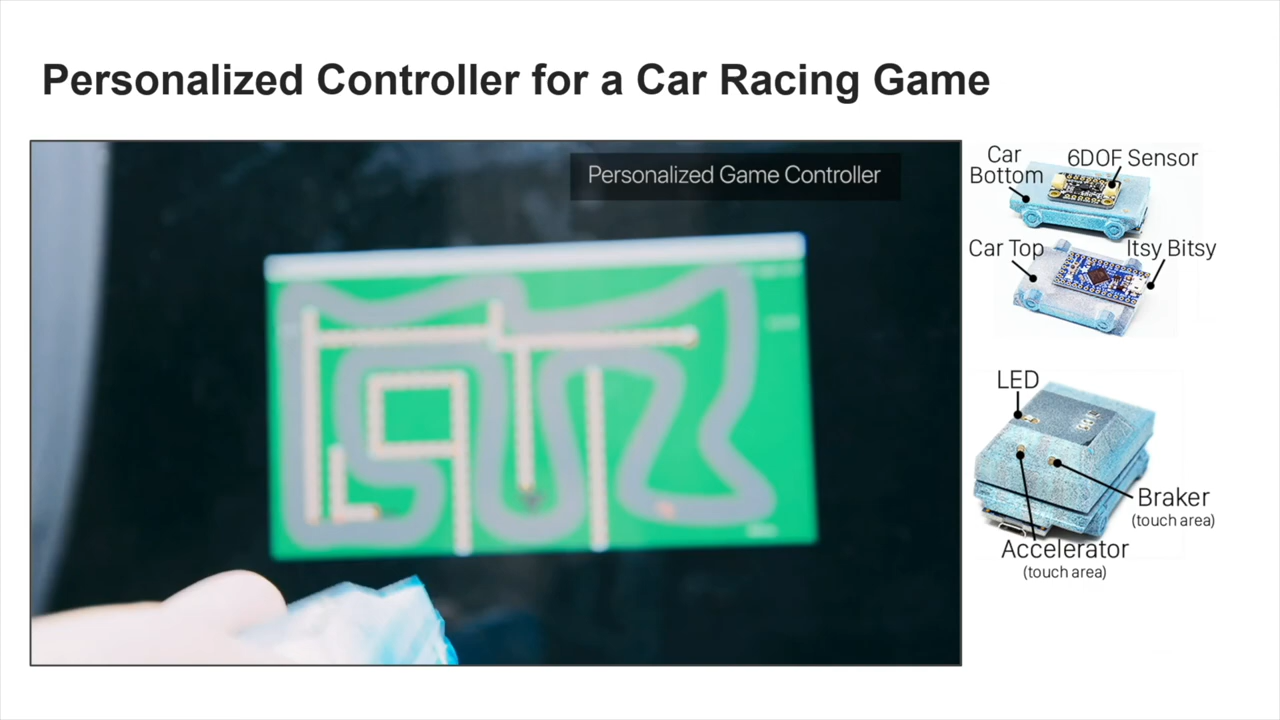 Personalized Controller for a Car Racing Game
Personalized Game Controller
Car
Bottom
6DOF Sensor
Car Top
Itsy Bitsy
LED
Braker
(touch area)
Accelerator
(touch area)